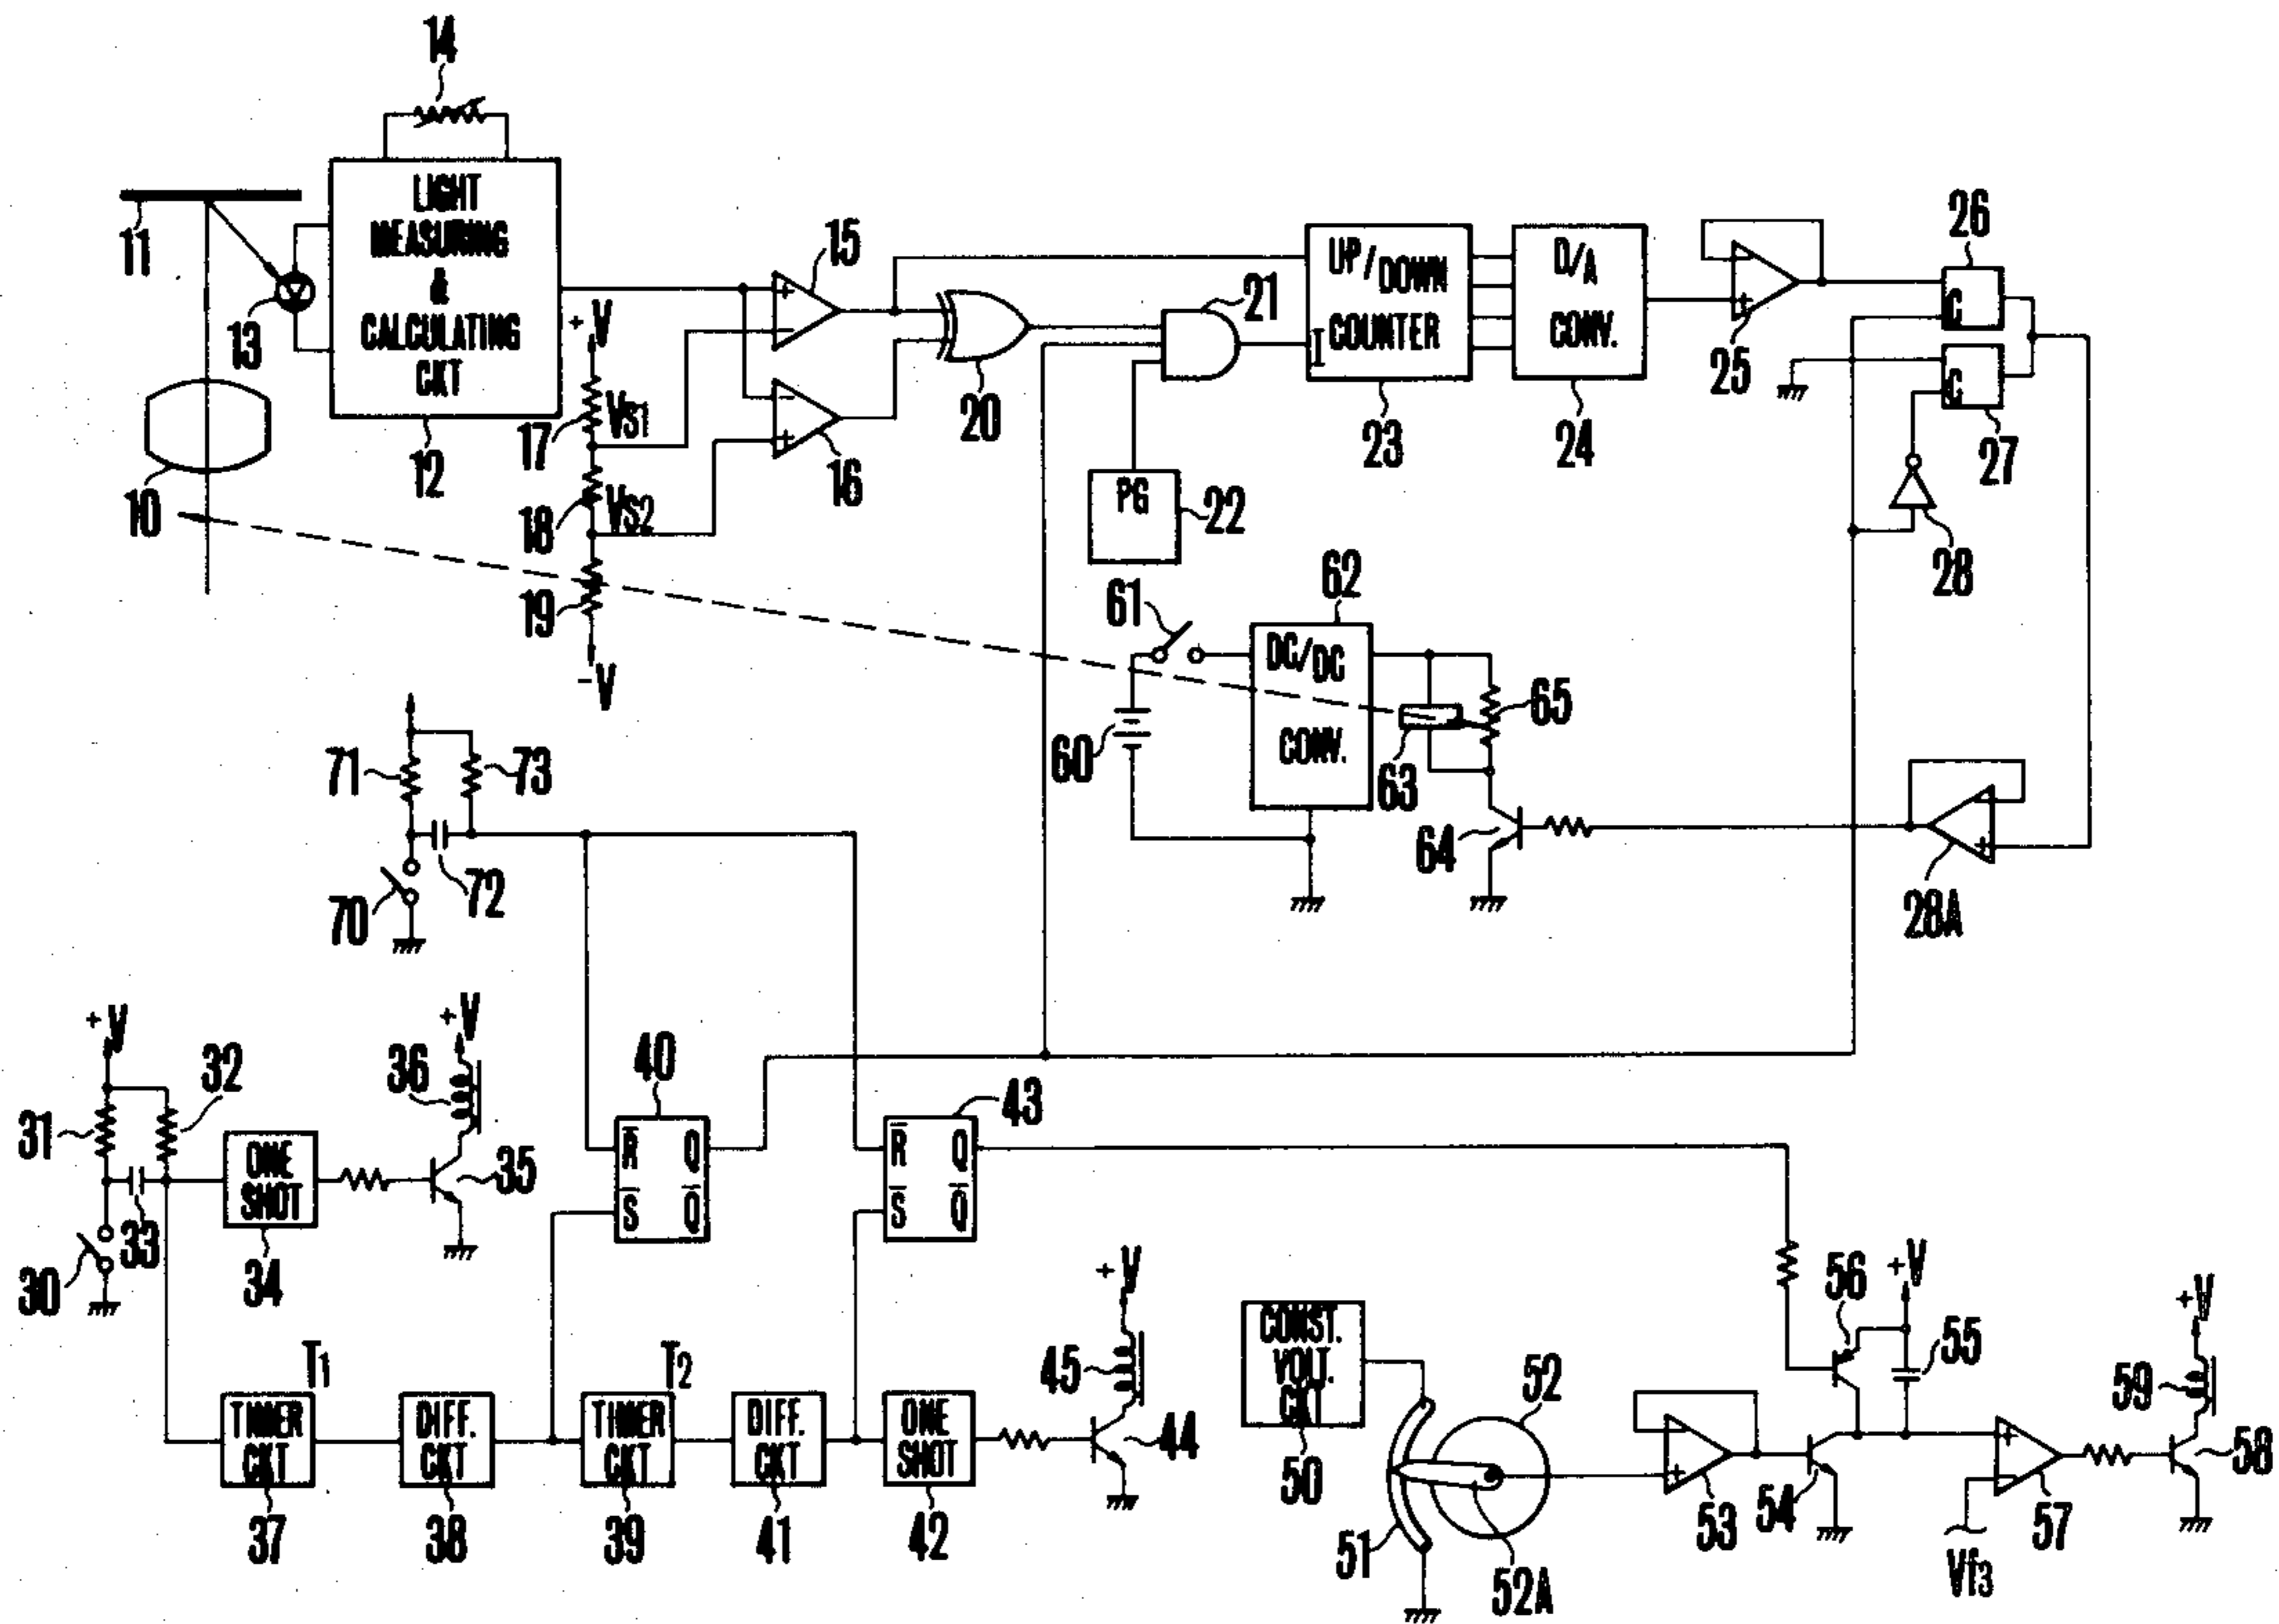 14
LIGHT
MEASURING
&
CALCULATING
CKT
11
13
12
10
+V
17
VS1
18
VS2
19
-V
15
16
20
21
PG
22
UP/DOWN
I COUNTER
23
D/A
CONV.
24
25
26
C
C
27
28
61
62
DC/DC
CONV.
60
63
65
64
28A
71
73
72
70
+V
31
32
33
30
ONE
SHOT
34
+V
36
35
40
R̅ Q
S̅ Q̅
43
R̅ Q
S̅ Q̅
T1
TIMER
CKT
37
DIFF.
CKT
38
T2
TIMER
CKT
39
DIFF.
CKT
41
ONE
SHOT
42
+V
45
44
CONST.
VOLT.
CKT
50
51
52
52A
53
54
56
+V
55
57
Vf3
+V
59
58